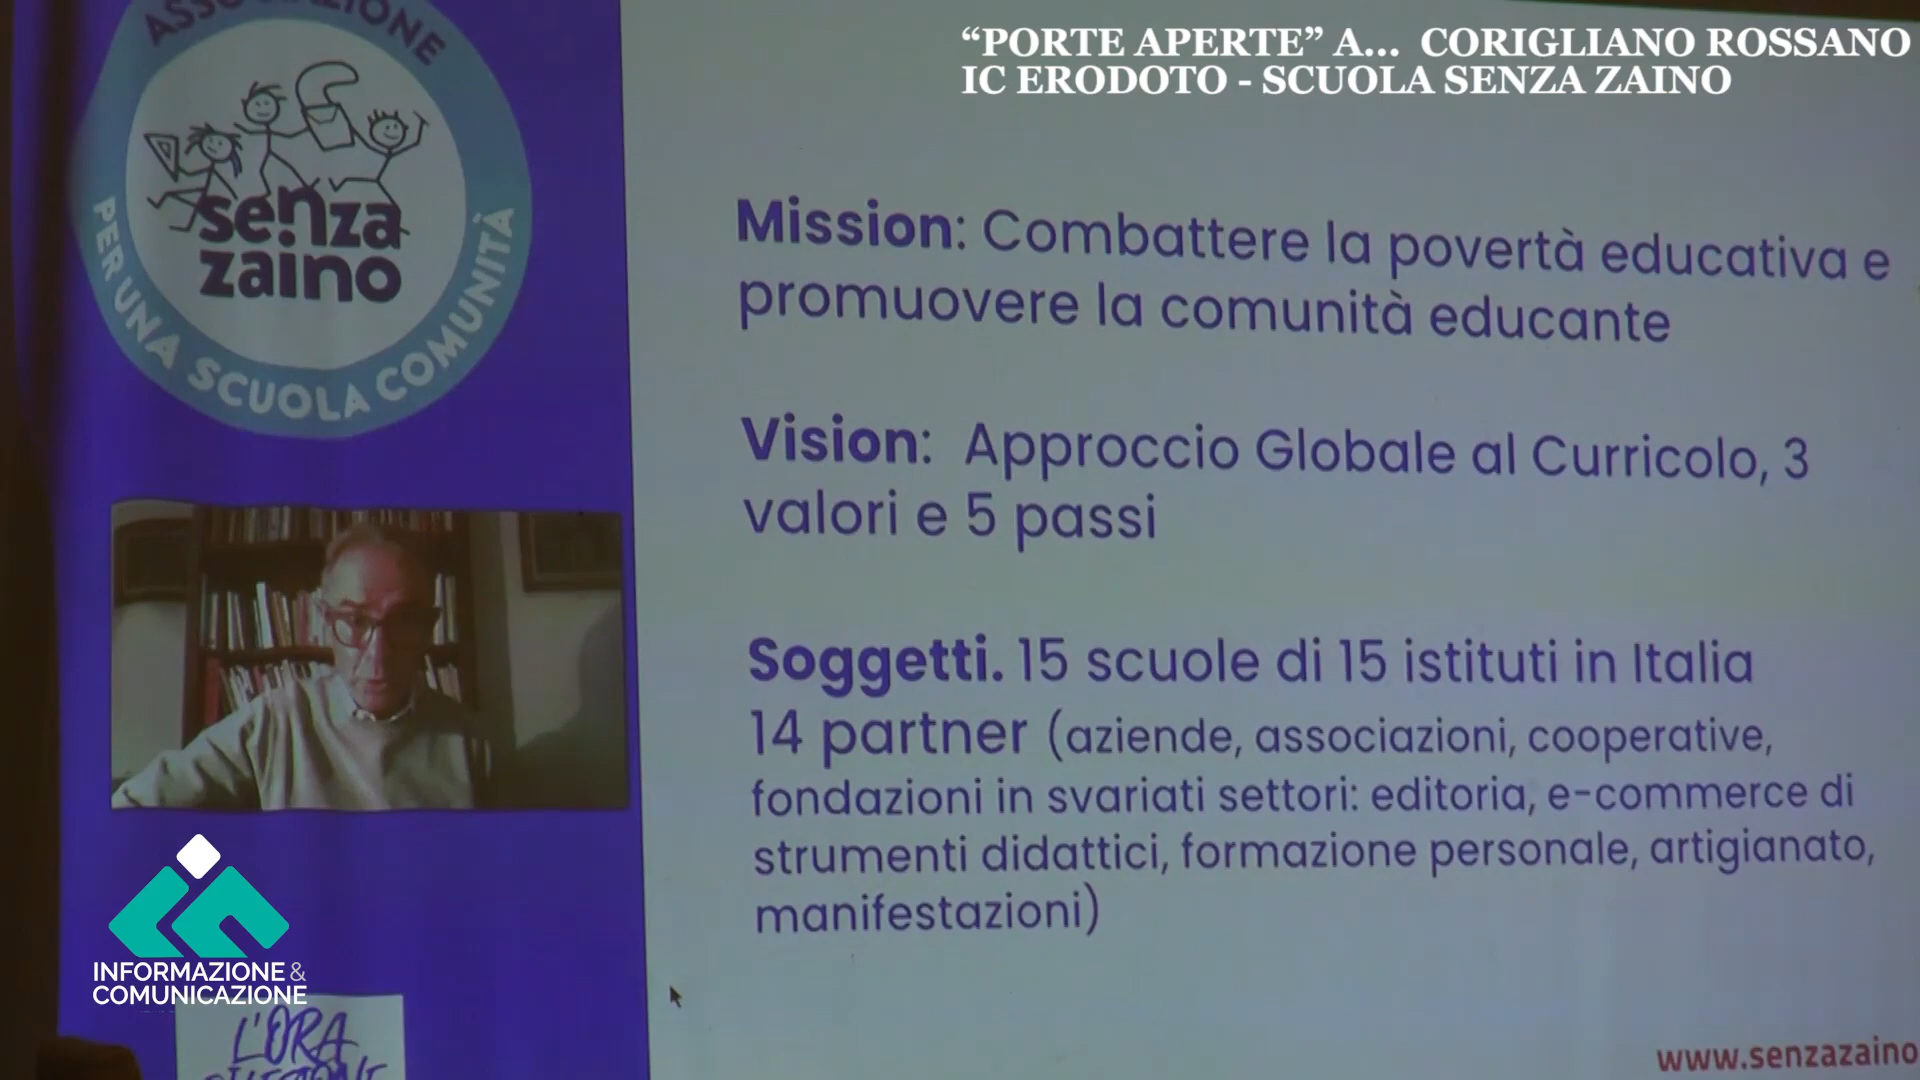 “PORTE APERTE” A... CORIGLIANO ROSSANO
IC ERODOTO - SCUOLA SENZA ZAINO
ASSOCIAZIONE
senza
zaino
PER UNA SCUOLA COMUNITÀ
Mission: Combattere la povertà educativa e
promuovere la comunità educante
Vision: Approccio Globale al Curricolo, 3
valori e 5 passi
Soggetti. 15 scuole di 15 istituti in Italia
14 partner (aziende, associazioni, cooperative,
fondazioni in svariati settori: editoria, e-commerce di
strumenti didattici, formazione personale, artigianato,
manifestazioni)
INFORMAZIONE&
COMUNICAZIONE
L'ORA
www.senzazaino